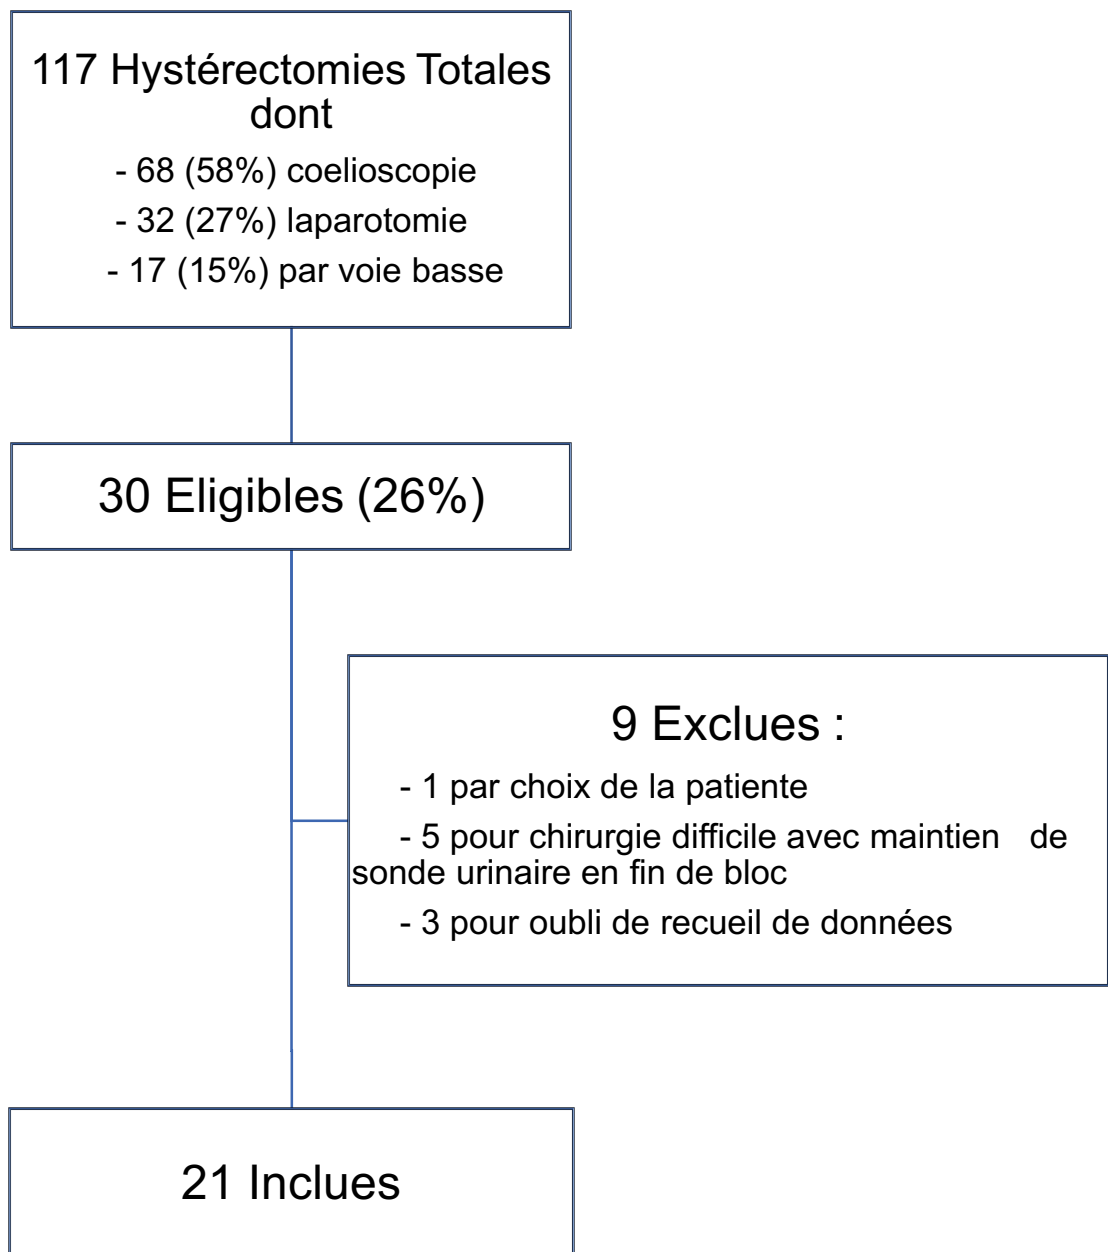 117 Hystérectomies Totales
dont
- 68 (58%) coelioscopie
- 32 (27%) laparotomie
- 17 (15%) par voie basse
30 Eligibles (26%)
9 Exclues :
- 1 par choix de la patiente
- 5 pour chirurgie difficile avec maintien de
sonde urinaire en fin de bloc
- 3 pour oubli de recueil de données
21 Inclues